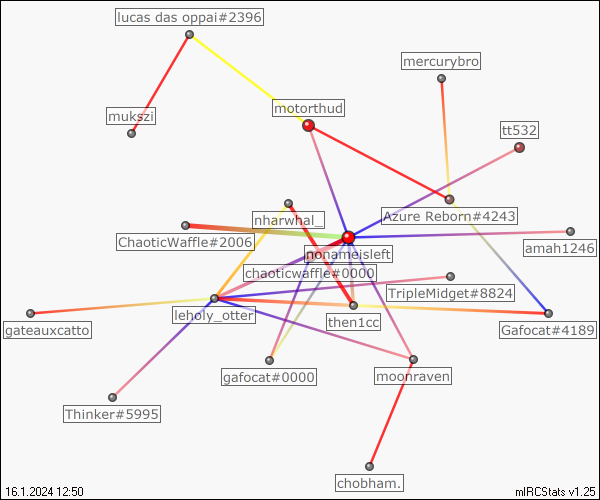 lucas das oppai#2396
mercurybro
motorthud
mukszi
tt532
nharwhal_
Azure Reborn#4243
ChaoticWaffle#2006
nonameisleft
amah1246
chaoticwaffle#0000
TripleMidget#8824
leholy_otter
then1cc
gateauxcatto
Gafocat#4189
gafocat#0000
moonraven
Thinker#5995
chobham.
16.1.2024 12:50
mIRCStats v1.25